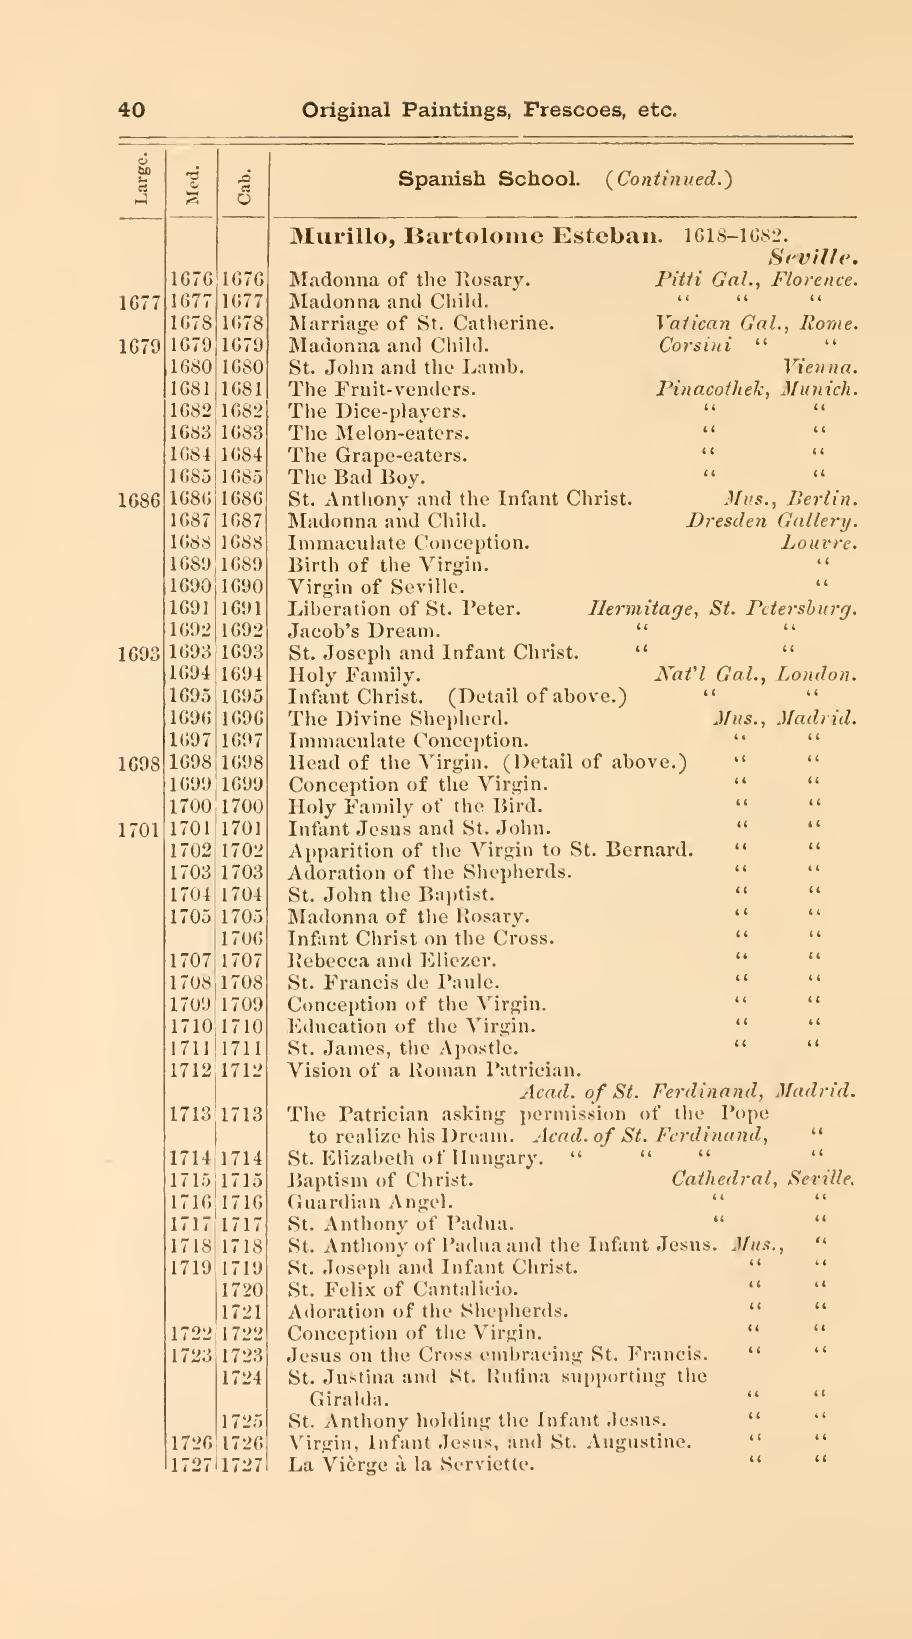 40 Original Paintings, Frescoes, etc.
Large. Med. Cab. Spanish School. (Continued.)
Murillo, Bartolome Esteban. 1618–1682.
Seville.
1676 1676 Madonna of the Rosary. Pitti Gal., Florence.
1677 1677 1677 Madonna and Child. “ “ “
1678 1678 Marriage of St. Catherine. Vatican Gal., Rome.
1679 1679 1679 Madonna and Child. Corsini “ “
1680 1680 St. John and the Lamb. Vienna.
1681 1681 The Fruit-venders. Pinacothek, Munich.
1682 1682 The Dice-players. “ “
1683 1683 The Melon-eaters. “ “
1684 1684 The Grape-eaters. “ “
1685 1685 The Bad Boy. “ “
1686 1686 1686 St. Anthony and the Infant Christ. Mus., Berlin.
1687 1687 Madonna and Child. Dresden Gallery.
1688 1688 Immaculate Conception. Louvre.
1689 1689 Birth of the Virgin. “
1690 1690 Virgin of Seville. “
1691 1691 Liberation of St. Peter. Hermitage, St. Petersburg.
1692 1692 Jacob's Dream. “ “
1693 1693 1693 St. Joseph and Infant Christ. “ “
1694 1694 Holy Family. Nat'l Gal., London.
1695 1695 Infant Christ. (Detail of above.) “ “
1696 1696 The Divine Shepherd. Mus., Madrid.
1697 1697 Immaculate Conception. “ “
1698 1698 1698 Head of the Virgin. (Detail of above.) “ “
1699 1699 Conception of the Virgin. “ “
1700 1700 Holy Family of the Bird. “ “
1701 1701 1701 Infant Jesus and St. John. “ “
1702 1702 Apparition of the Virgin to St. Bernard. “ “
1703 1703 Adoration of the Shepherds. “ “
1704 1704 St. John the Baptist. “ “
1705 1705 Madonna of the Rosary. “ “
1706 Infant Christ on the Cross. “ “
1707 1707 Rebecca and Eliezer. “ “
1708 1708 St. Francis de Paule. “ “
1709 1709 Conception of the Virgin. “ “
1710 1710 Education of the Virgin. “ “
1711 1711 St. James, the Apostle. “ “
1712 1712 Vision of a Roman Patrician.
Acad. of St. Ferdinand, Madrid.
1713 1713 The Patrician asking permission of the Pope
to realize his Dream. Acad. of St. Ferdinand, “
1714 1714 St. Elizabeth of Hungary. “ “ “ “
1715 1715 Baptism of Christ. Cathedral, Seville.
1716 1716 Guardian Angel. “ “
1717 1717 St. Anthony of Padua. “ “
1718 1718 St. Anthony of Padua and the Infant Jesus. Mus., “
1719 1719 St. Joseph and Infant Christ. “ “
1720 St. Felix of Cantalicio. “ “
1721 Adoration of the Shepherds. “ “
1722 1722 Conception of the Virgin. “ “
1723 1723 Jesus on the Cross embracing St. Francis. “ “
1724 St. Justina and St. Rufina supporting the
Giralda. “ “
1725 St. Anthony holding the Infant Jesus. “ “
1726 1726 Virgin, Infant Jesus, and St. Augustine. “ “
1727 1727 La Vièrge à la Serviette. “ “